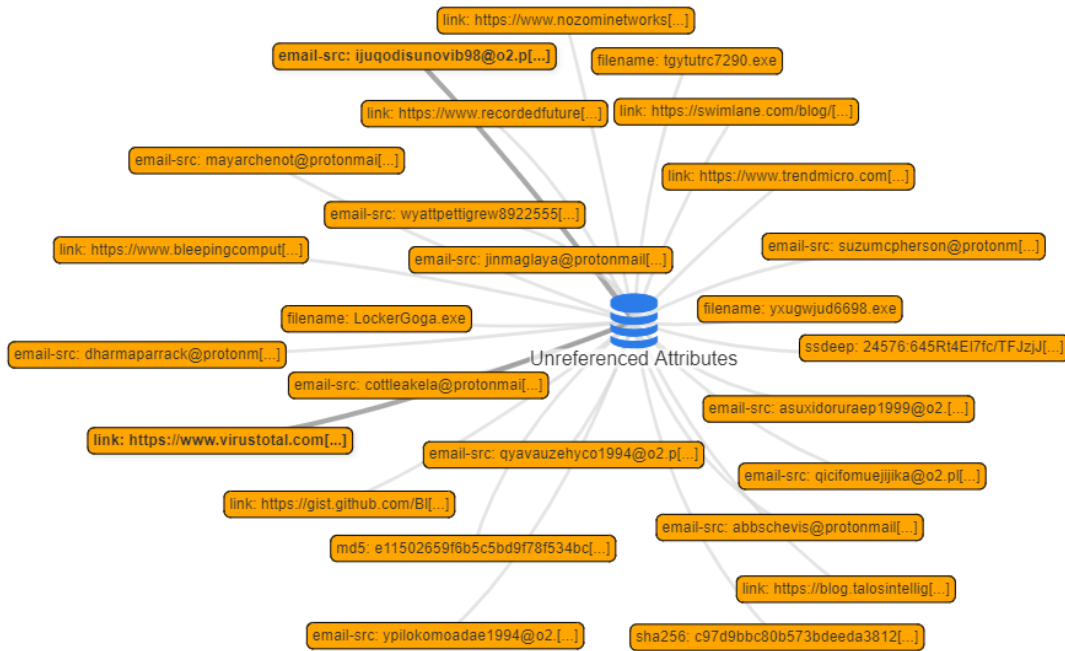 link: https://www.nozominetworks[...]
email-src: ijuqodisunovib98@o2.p[...]
filename: tgytutrc7290.exe
link: https://www.recordedfuture[...]
link: https://swimlane.com/blog/[...]
email-src: mayarchenot@protonmai[...]
link: https://www.trendmicro.com[...]
email-src: wyattpettigrew8922555[...]
link: https://www.bleepingcomput[...]
email-src: suzumcpherson@protonm[...]
email-src: jinmaglaya@protonmail[...]
filename: yxugwjud6698.exe
filename: LockerGoga.exe
ssdeep: 24576:645Rt4EI7fc/TFJzjJ[...]
email-src: dharmaparrack@protonm[...]
Unreferenced Attributes
email-src: cottleakela@protonmai[...]
email-src: asuxidoruraep1999@o2.[...]
link: https://www.virustotal.com[...]
email-src: qyavauzehyco1994@o2.p[...]
email-src: qicifomuejijika@o2.pl[...]
link: https://gist.github.com/Bl[...]
email-src: abbschevis@protonmail[...]
md5: e11502659f6b5c5bd9f78f534bc[...]
link: https://blog.talosintellig[...]
email-src: ypilokomoadae1994@o2.[...]
sha256: c97d9bbc80b573bdeeda3812[...]